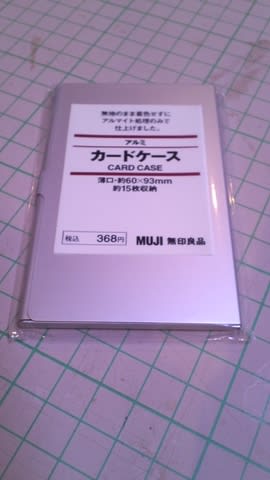 無地のまま着色せずに
アルマイト処理のみで
仕上げました。
アルミ
カードケース
CARD CASE
薄口・約60×93mm
約15枚収納
税込 368円
MUJI 無印良品